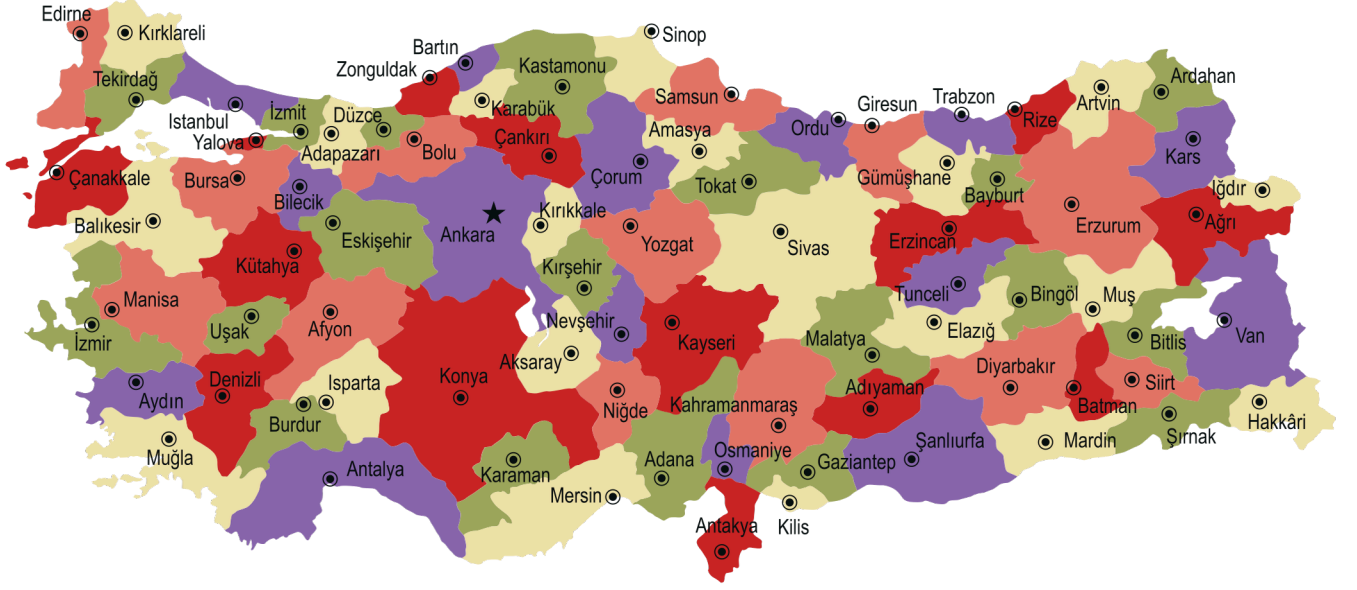 Edirne
Kırklareli
Sinop
Bartın
Zonguldak
Kastamonu
Tekirdağ
Ardahan
Samsun
Trabzon
Artvin
İzmit
Düzce
Karabük
Giresun
Rize
Istanbul
Yalova
Adapazarı
Bolu
Çankırı
Amasya
Ordu
Kars
Çanakkale
Bursa
Bilecik
Çorum
Tokat
Gümüşhane
Bayburt
Iğdır
Balıkesir
Eskişehir
Ankara
Kırıkkale
Yozgat
Sivas
Erzincan
Erzurum
Ağrı
Kütahya
Kırşehir
Tunceli
Bingöl
Muş
Manisa
Uşak
Afyon
Nevşehir
Kayseri
Malatya
Elazığ
Bitlis
Van
İzmir
Aksaray
Diyarbakır
Siirt
Denizli
Isparta
Konya
Niğde
Kahramanmaraş
Adıyaman
Batman
Aydın
Burdur
Hakkâri
Muğla
Antalya
Karaman
Adana
Osmaniye
Gaziantep
Şanlıurfa
Mardin
Şırnak
Mersin
Kilis
Antakya